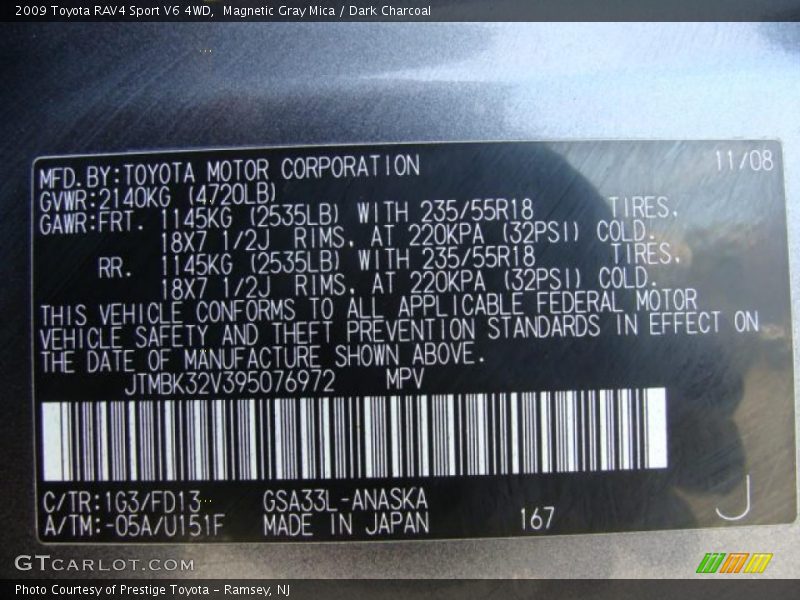 2009 Toyota RAV4 Sport V6 4WD, Magnetic Gray Mica / Dark Charcoal
MFD.BY:TOYOTA MOTOR CORPORATION 11/08
GVWR:2140KG (4720LB)
GAWR:FRT. 1145KG (2535LB) WITH 235/55R18 TIRES,
18X7 1/2J RIMS, AT 220KPA (32PSI) COLD.
RR. 1145KG (2535LB) WITH 235/55R18 TIRES,
18X7 1/2J RIMS, AT 220KPA (32PSI) COLD.
THIS VEHICLE CONFORMS TO ALL APPLICABLE FEDERAL MOTOR
VEHICLE SAFETY AND THEFT PREVENTION STANDARDS IN EFFECT ON
THE DATE OF MANUFACTURE SHOWN ABOVE.
JTMBK32V395076972 MPV
C/TR:1G3/FD13 GSA33L-ANASKA
A/TM:-05A/U151F MADE IN JAPAN 167 J
GTCARLOT.COM
Photo Courtesy of Prestige Toyota - Ramsey, NJ